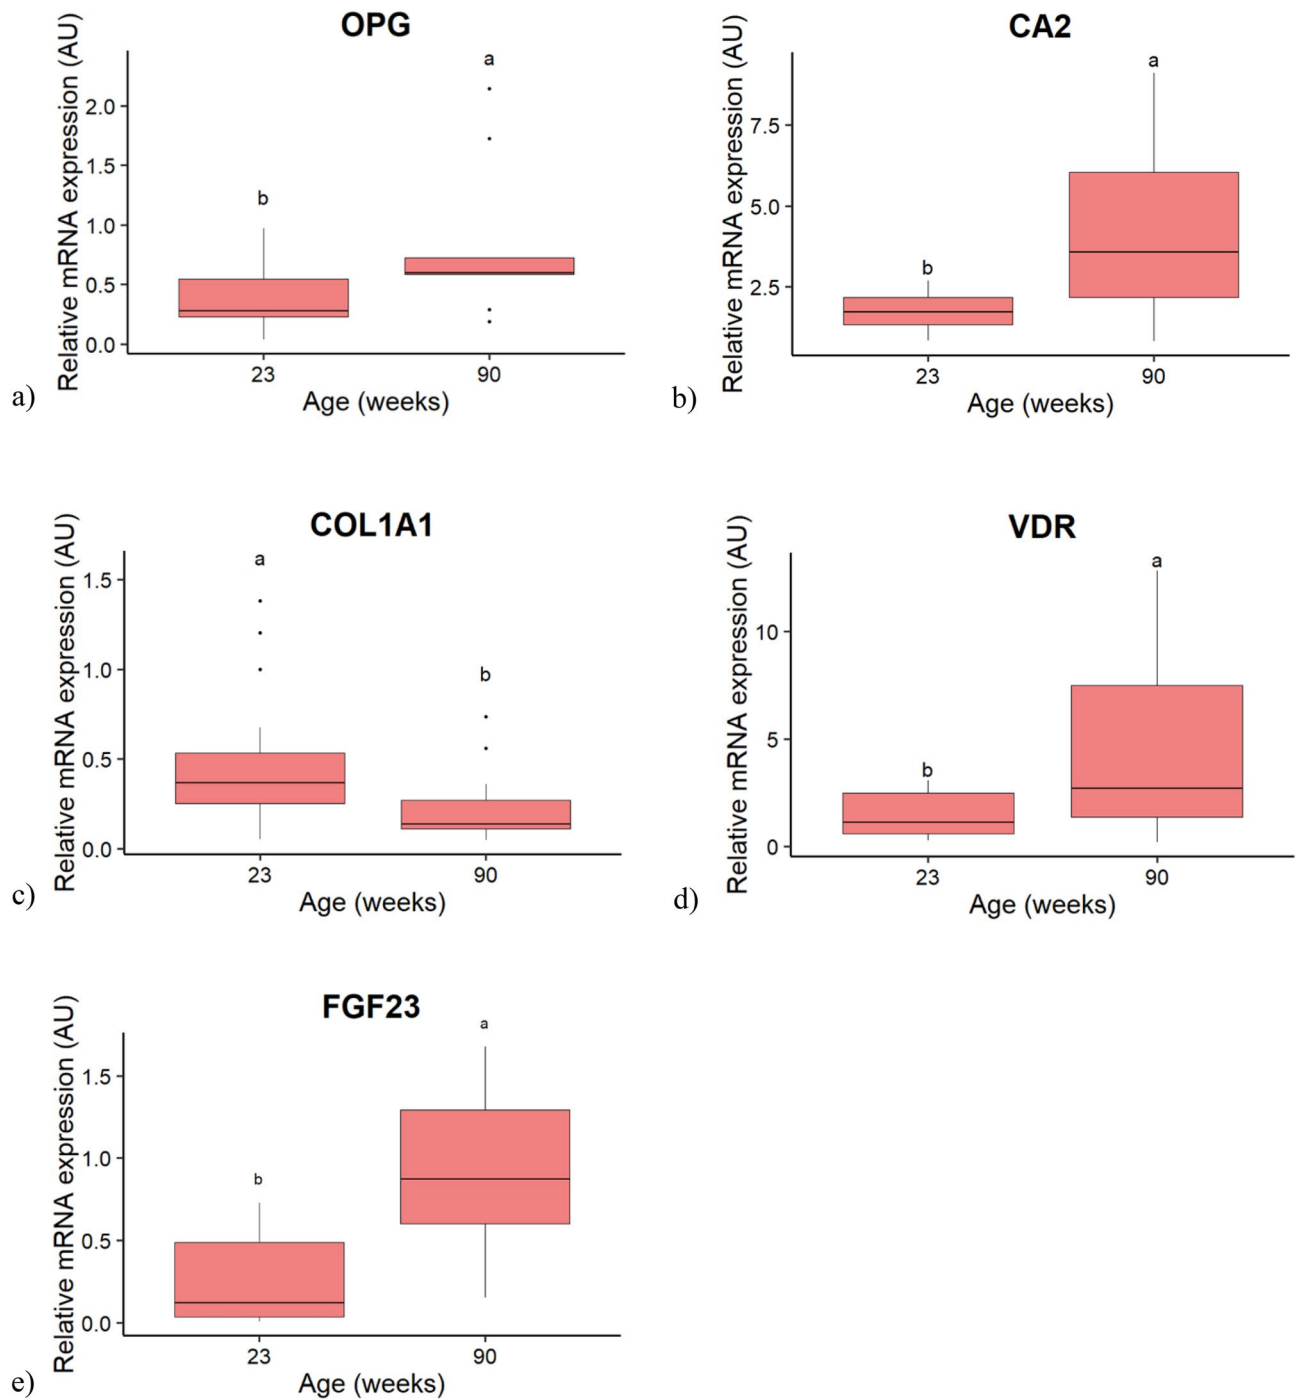 OPG
Relative mRNA expression (AU)
2.0
1.5
1.0
0.5
0.0
b
a
23
90
Age (weeks)
a)
CA2
Relative mRNA expression (AU)
7.5
5.0
2.5
b
a
23
90
Age (weeks)
b)
COL1A1
Relative mRNA expression (AU)
1.5
1.0
0.5
0.0
a
b
23
90
Age (weeks)
c)
VDR
Relative mRNA expression (AU)
10
5
0
b
a
23
90
Age (weeks)
d)
FGF23
Relative mRNA expression (AU)
1.5
1.0
0.5
0.0
b
a
23
90
Age (weeks)
e)